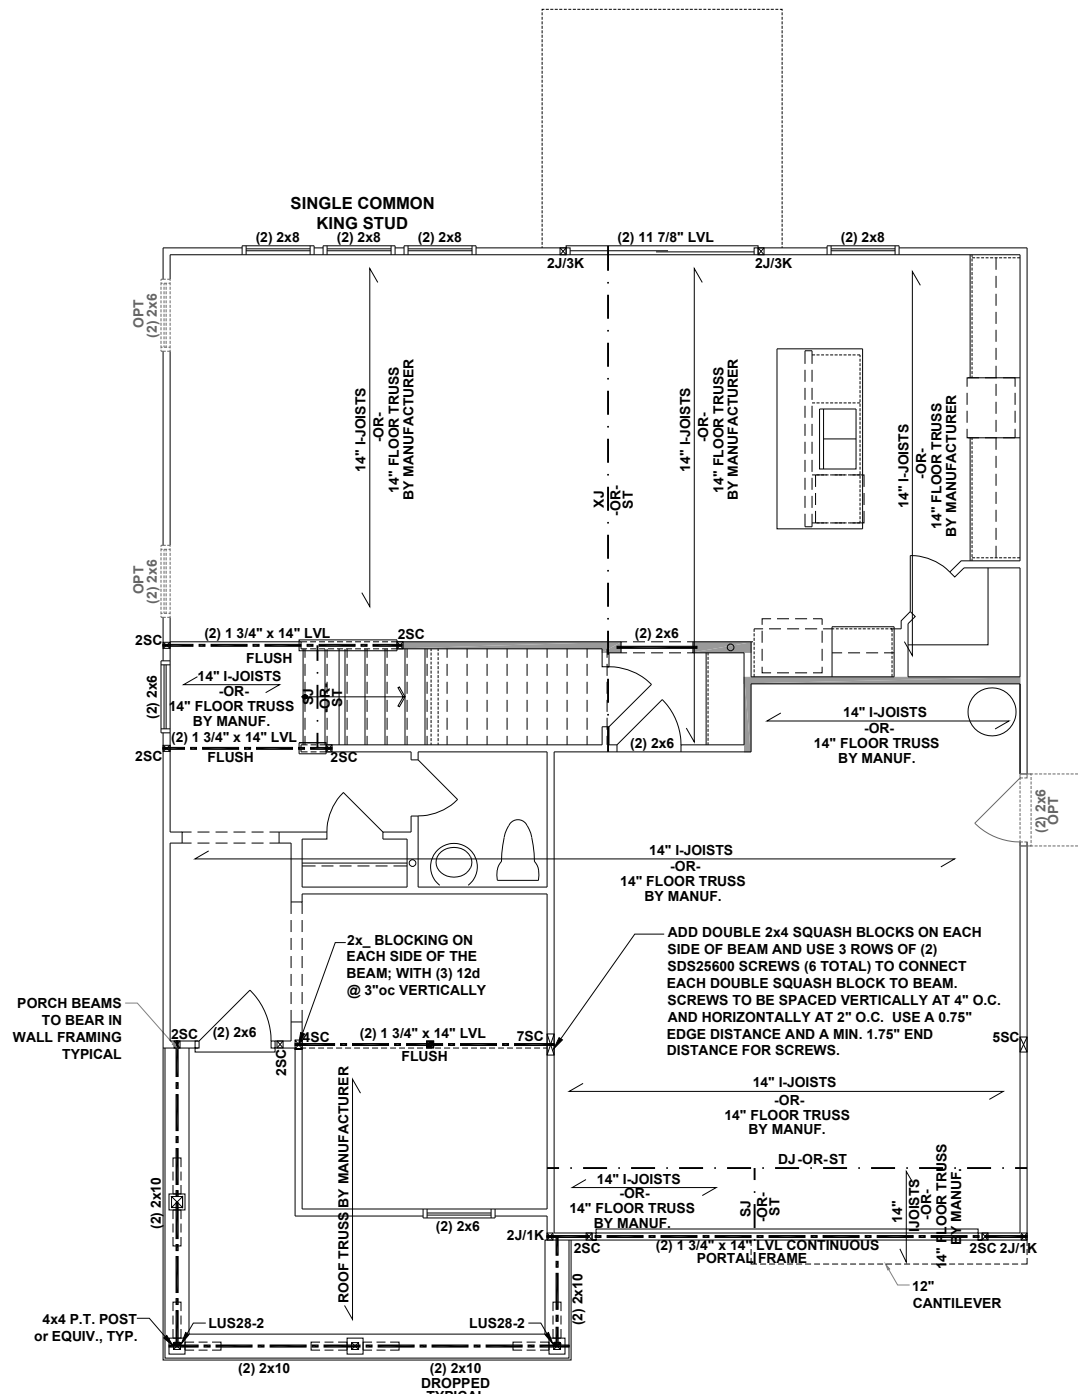 SINGLE COMMON
KING STUD
(2) 2x8
(2) 2x8
(2) 2x8
(2) 11 7/8" LVL
(2) 2x8
2J/3K
2J/3K
OPT
(2) 2x6
14" I-JOISTS
-OR-
14" FLOOR TRUSS
BY MANUFACTURER
14" I-JOISTS
-OR-
14" FLOOR TRUSS
BY MANUFACTURER
14" I-JOISTS
-OR-
14" FLOOR TRUSS
BY MANUFACTURER
XJ
-OR-
ST
OPT
(2) 2x6
2SC
(2) 1 3/4" x 14" LVL
2SC
FLUSH
(2) 2x6
(2) 2x6
14" I-JOISTS
-OR-
14" FLOOR TRUSS
BY MANUF.
SJ
-OR-
ST
(2) 1 3/4" x 14" LVL
2SC
FLUSH
2SC
(2) 2x6
14" I-JOISTS
-OR-
14" FLOOR TRUSS
BY MANUF.
(2) 2x6
OPT
14" I-JOISTS
-OR-
14" FLOOR TRUSS
BY MANUF.
2x_ BLOCKING ON
EACH SIDE OF THE
BEAM; WITH (3) 12d
@ 3"oc VERTICALLY
ADD DOUBLE 2x4 SQUASH BLOCKS ON EACH
SIDE OF BEAM AND USE 3 ROWS OF (2)
SDS25600 SCREWS (6 TOTAL) TO CONNECT
EACH DOUBLE SQUASH BLOCK TO BEAM.
SCREWS TO BE SPACED VERTICALLY AT 4" O.C.
AND HORIZONTALLY AT 2" O.C.  USE A 0.75"
EDGE DISTANCE AND A MIN. 1.75" END
DISTANCE FOR SCREWS.
PORCH BEAMS
TO BEAR IN
WALL FRAMING
TYPICAL
2SC
(2) 2x6
2SC
4SC
(2) 1 3/4" x 14" LVL
FLUSH
7SC
5SC
14" I-JOISTS
-OR-
14" FLOOR TRUSS
BY MANUF.
ROOF TRUSS BY MANUFACTURER
DJ-OR-ST
14" I-JOISTS
-OR-
14" FLOOR TRUSS
BY MANUF.
SJ
-OR-
ST
14"
IJOISTS
-OR-
14" FLOOR TRUSS
BY MANUF.
(2) 2x10
(2) 2x6
2J/1K
2SC
(2) 1 3/4" x 14" LVL CONTINUOUS
PORTAL FRAME
2SC
2J/1K
12"
CANTILEVER
(2) 2x10
4x4 P.T. POST
or EQUIV., TYP.
LUS28-2
LUS28-2
(2) 2x10
(2) 2x10
DROPPED
TYPICAL